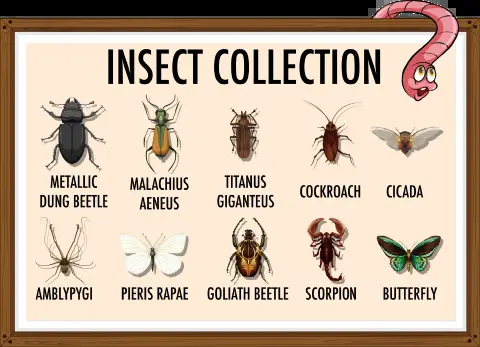 INSECT COLLECTION
METALLIC
DUNG BEETLE
MALACHIUS
AENEUS
TITANUS
GIGANTEUS
COCKROACH
CICADA
AMBLYPYGI
PIERIS RAPAE
GOLIATH BEETLE
SCORPION
BUTTERFLY